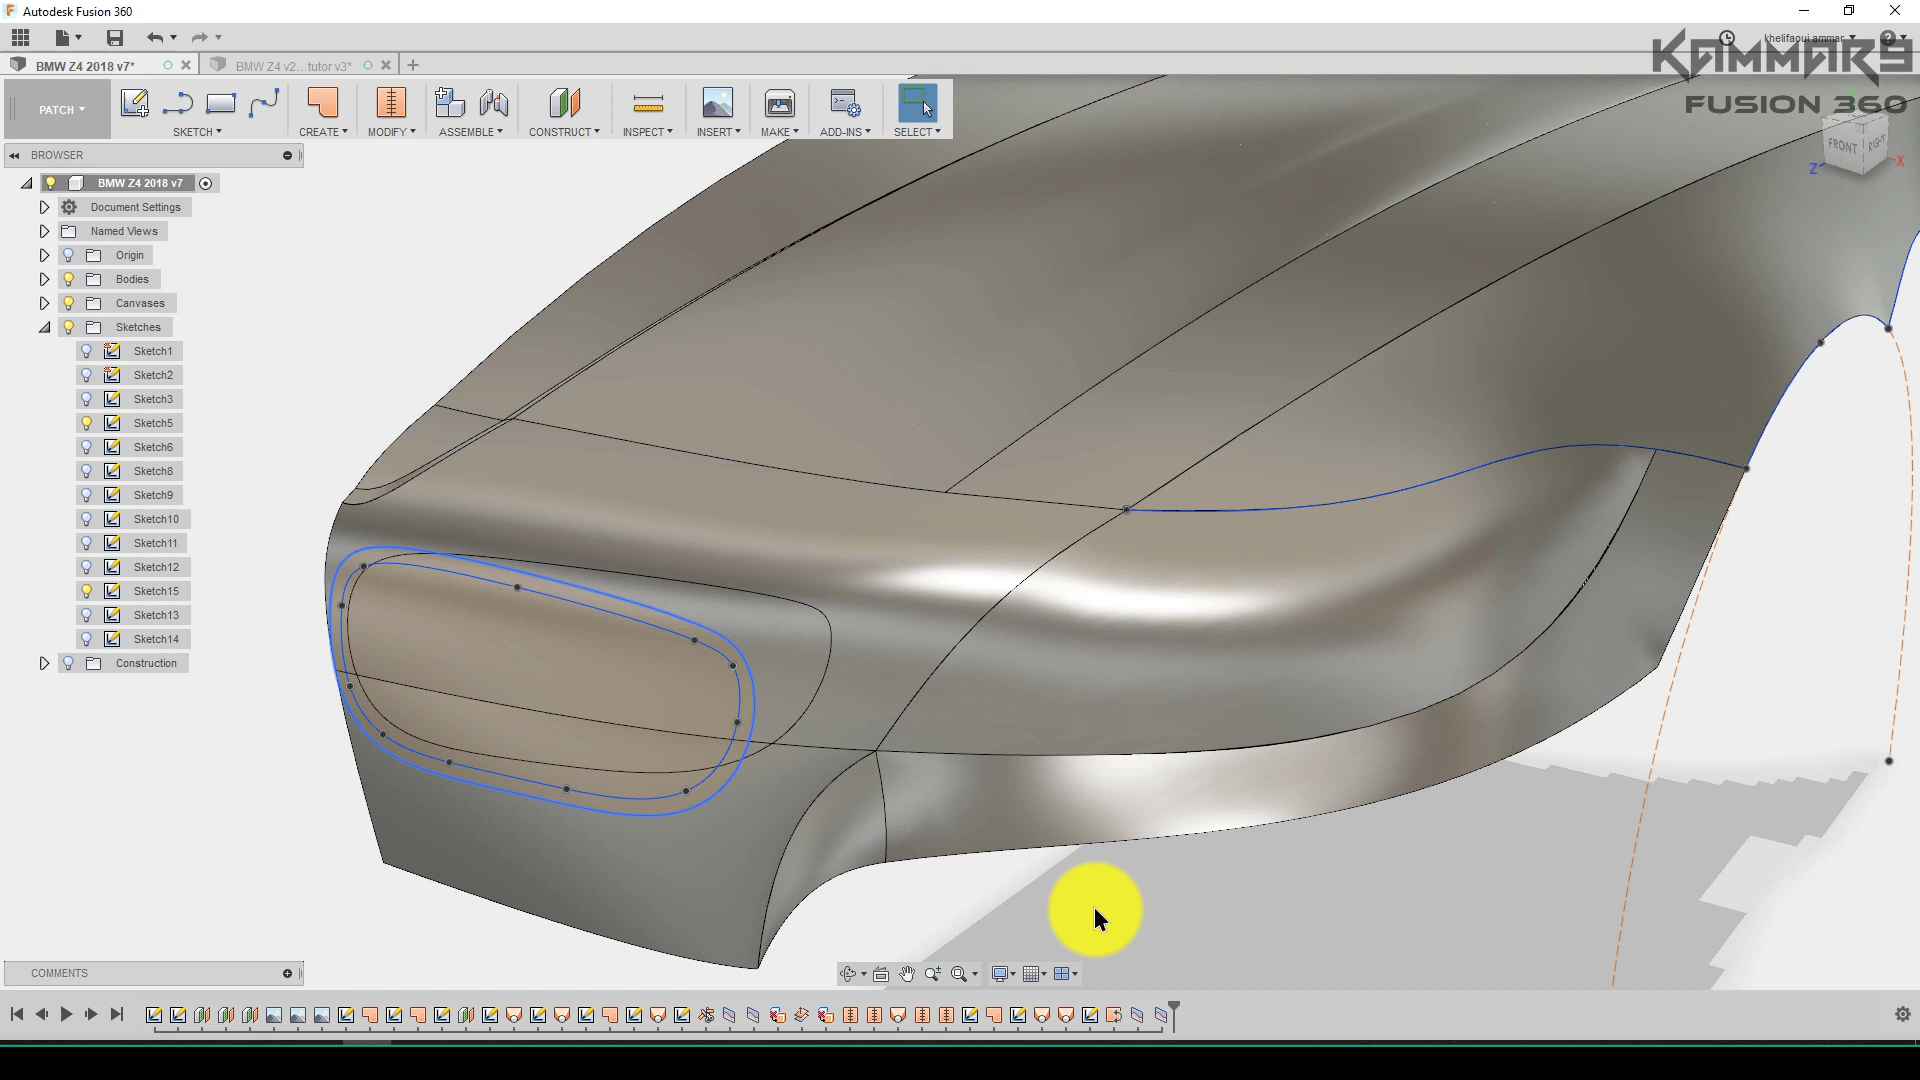 Autodesk Fusion 360
khelifaoui ammar
KAMMAR9
FUSION 360
BMW Z4 2018 v7*
BMW Z4 v2...tutor v3*
PATCH
SKETCH
CREATE
MODIFY
ASSEMBLE
CONSTRUCT
INSPECT
INSERT
MAKE
ADD-INS
SELECT
FRONT
RIGHT
Z
X
BROWSER
BMW Z4 2018 v7
Document Settings
Named Views
Origin
Bodies
Canvases
Sketches
Sketch1
Sketch2
Sketch3
Sketch5
Sketch6
Sketch8
Sketch9
Sketch10
Sketch11
Sketch12
Sketch15
Sketch13
Sketch14
Construction
COMMENTS